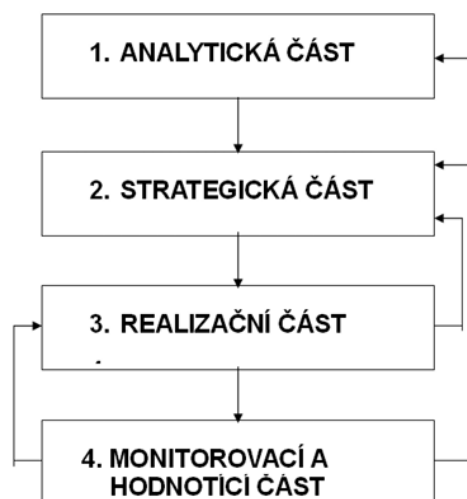 1. ANALYTICKÁ ČÁST
2. STRATEGICKÁ ČÁST
3. REALIZAČNÍ ČÁST
4. MONITOROVACÍ A
HODNOTÍCÍ ČÁST